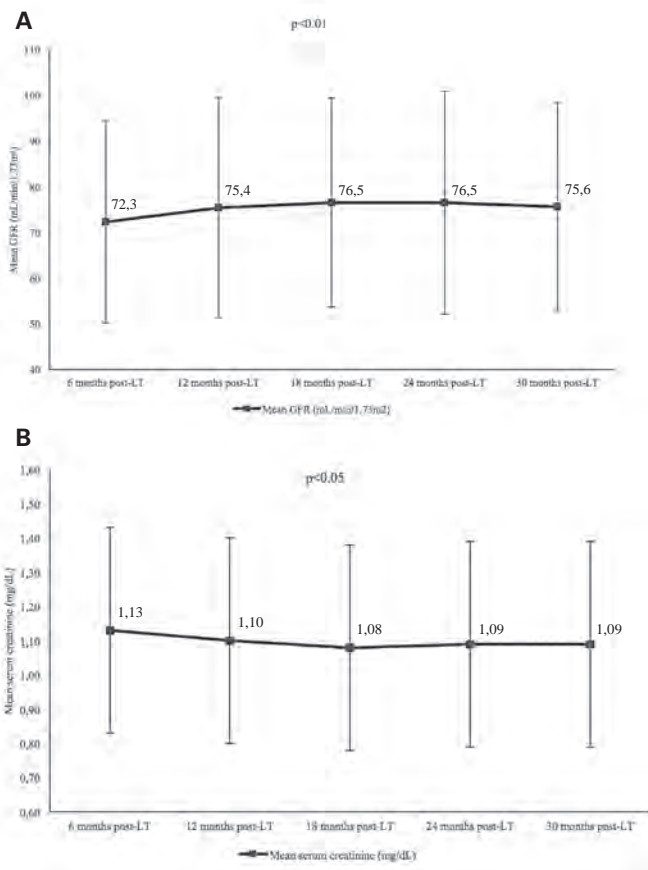 A
p<0.01
110
100
90
80
70
60
50
40
Mean GFR (mL/min/1.73m2)
72,3
75,4
76,5
76,5
75,6
6 months post-LT 12 months post-LT 18 months post-LT 24 months post-LT 30 months post-LT
Mean GFR (mL/min/1.73m2)
B
p<0.05
1,60
1,50
1,40
1,30
1,20
1,10
1,00
0,90
0,80
0,70
0,60
Mean serum creatinine (mg/dL)
1,13
1,10
1,08
1,09
1,09
6 months post-LT 12 months post-LT 18 months post-LT 24 months post-LT 30 months post-LT
Mean serum creatinine (mg/dL)